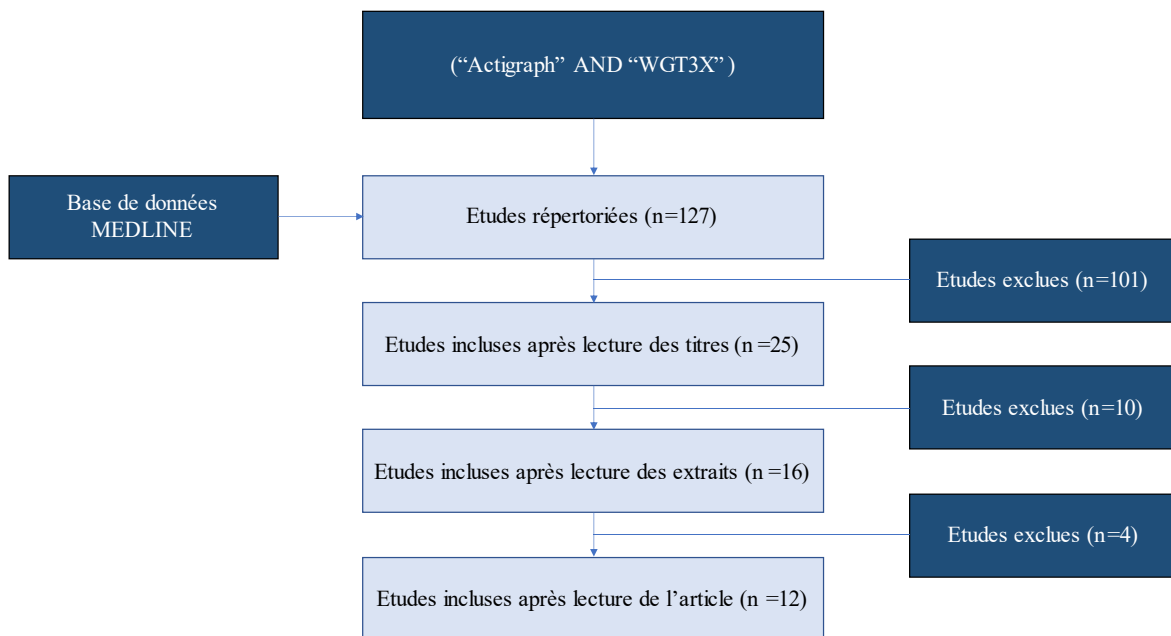 (“Actigraph” AND “WGT3X” )
Base de données
MEDLINE
Etudes répertoriées (n=127)
Etudes exclues (n=101)
Etudes incluses après lecture des titres (n =25)
Etudes exclues (n=10)
Etudes incluses après lecture des extraits (n =16)
Etudes exclues (n=4)
Etudes incluses après lecture de l’article (n =12)